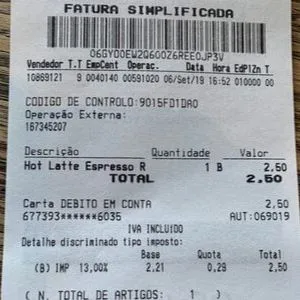 FATURA SIMPLIFICADA
06GY00EW2Q60026REEOJP3V
Vendedor T.T EmpCent Operac. Data Hora EdPlZn T
10869121 9 0040140 00591020 06/Set/19 16:52 010000 00
CODIGO DE CONTROLO:9015FD1DA0
Operação Externa:
167345207
Descrição Quantidade Valor
Hot Latte Espresso R 1 B 2,50
TOTAL 2,50
Carta DEBITO EM CONTA 2,50
677393******6035 AUT:069019
IVA INCLUIDO
Detalhe discriminado tipo imposto:
Base Quota Total
(B) IMP 13,00% 2,21 0,29 2,50
( N. TOTAL DE ARTIGOS: 1 )